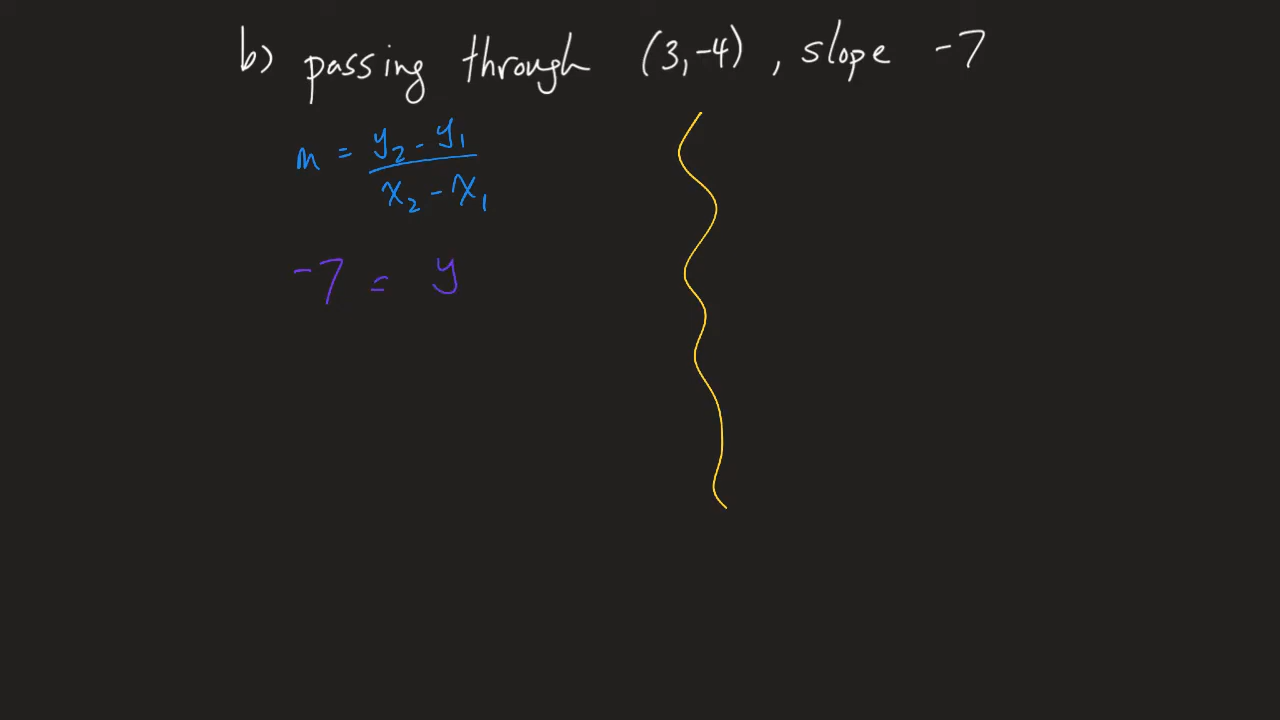 b) passing through (3,-4), slope -7
m = y₂ - y₁ / x₂ - x₁
-7 = y